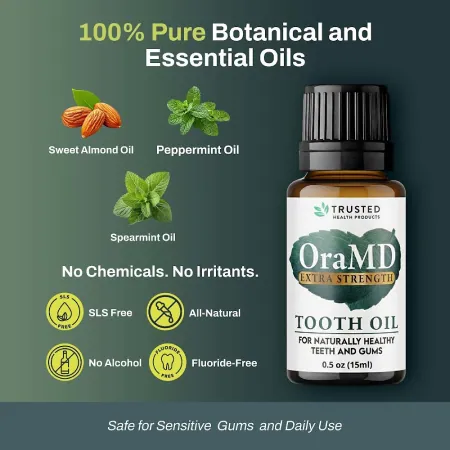 100% Pure Botanical and
Essential Oils
Sweet Almond Oil
Peppermint Oil
Spearmint Oil
No Chemicals. No Irritants.
SLS
FREE
SLS Free
All-Natural
No Alcohol
FLUORIDE
FREE
Fluoride-Free
TRUSTED
HEALTH PRODUCTS
OraMD
EXTRA STRENGTH
TOOTH OIL
FOR NATURALLY HEALTHY
TEETH AND GUMS
0.5 oz (15ml)
Safe for Sensitive Gums and Daily Use